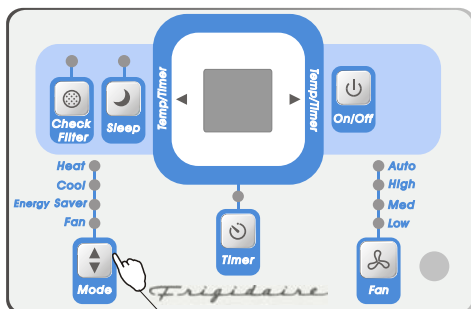 Check
Filter
Sleep
Temp/Timer
Temp/Timer
On/Off
Heat
Cool
Energy Saver
Fan
Auto
High
Med
Low
Mode
Timer
Fan
Frigidaire